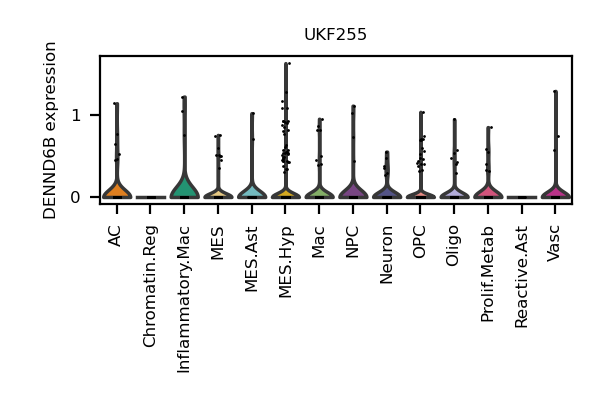 UKF255
DENND6B expression
1
0
AC
Chromatin.Reg
Inflammatory.Mac
MES
MES.Ast
MES.Hyp
Mac
NPC
Neuron
OPC
Oligo
Prolif.Metab
Reactive.Ast
Vasc